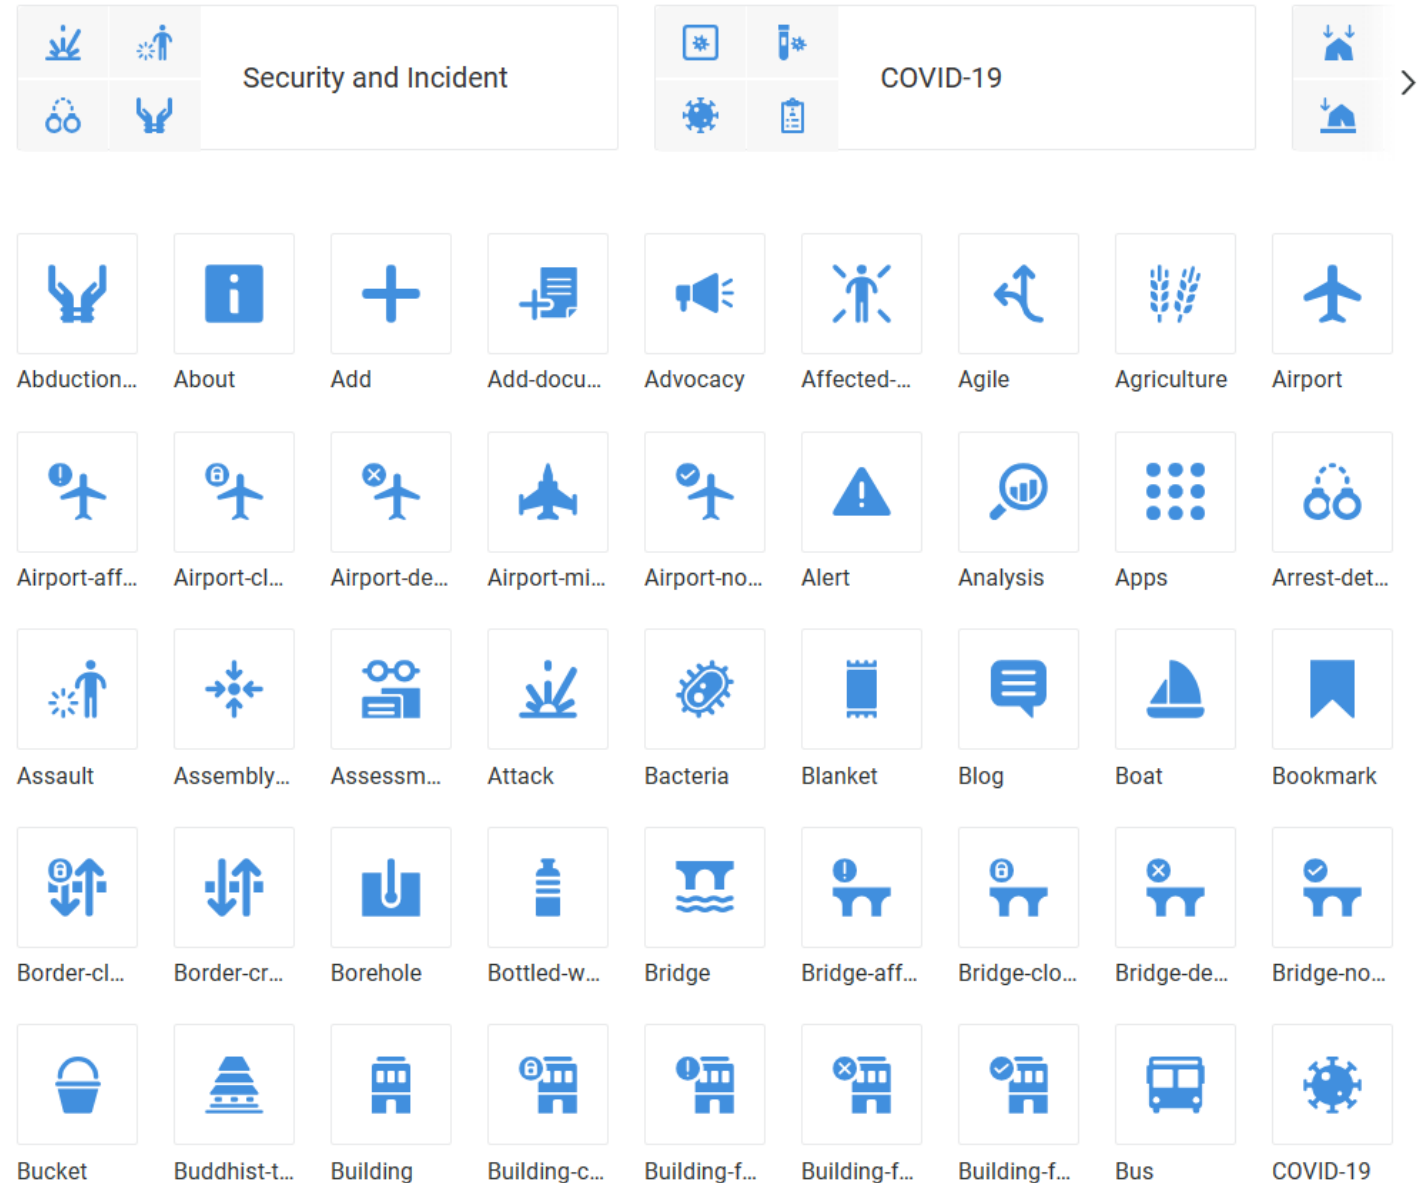 Security and Incident
COVID-19
Abduction...
About
Add
Add-docu...
Advocacy
Affected-...
Agile
Agriculture
Airport
Airport-aff...
Airport-cl...
Airport-de...
Airport-mi...
Airport-no...
Alert
Analysis
Apps
Arrest-det...
Assault
Assembly...
Assessm...
Attack
Bacteria
Blanket
Blog
Boat
Bookmark
Border-cl...
Border-cr...
Borehole
Bottled-w...
Bridge
Bridge-aff...
Bridge-clo...
Bridge-de...
Bridge-no...
Bucket
Buddhist-t...
Building
Building-c...
Building-f...
Building-f...
Building-f...
Bus
COVID-19